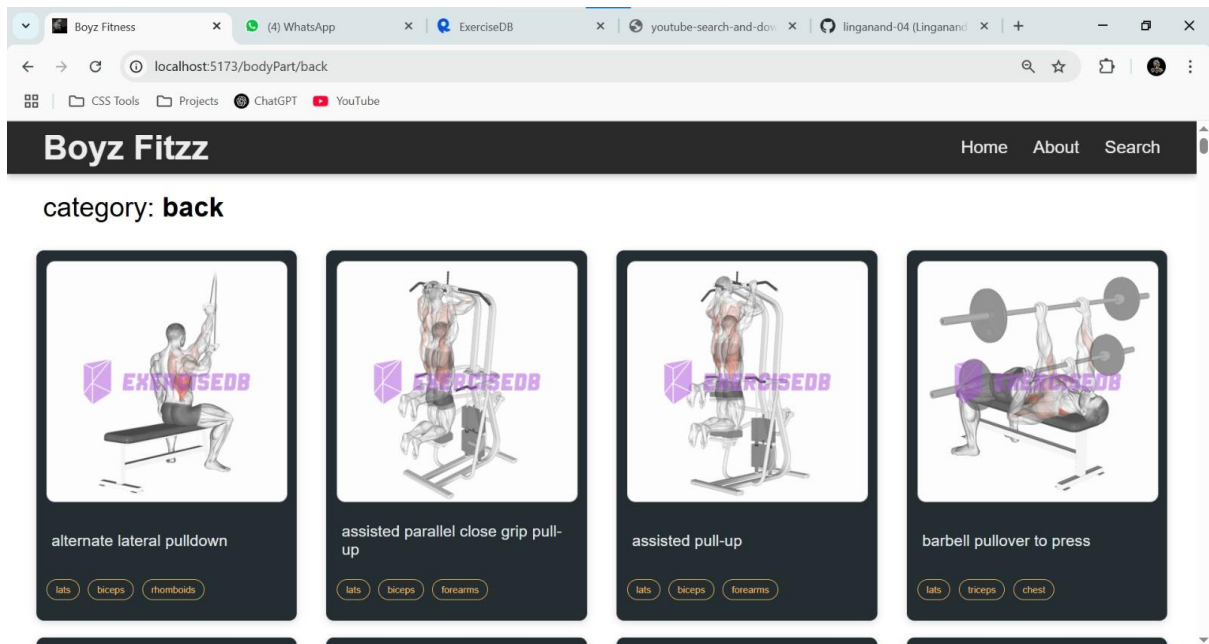 Boyz Fitness
(4) WhatsApp
ExerciseDB
youtube-search-and-dow
linganand-04 (Linganand
localhost:5173/bodyPart/back
CSS Tools
Projects
ChatGPT
YouTube
Boyz Fitzz
Home About Search
category: back
EXERCISEDB
EXERCISEDB
EXERCISEDB
EXERCISEDB
alternate lateral pulldown
assisted parallel close grip pull-
up
assisted pull-up
barbell pullover to press
lats biceps rhomboids
lats biceps forearms
lats biceps forearms
lats triceps chest